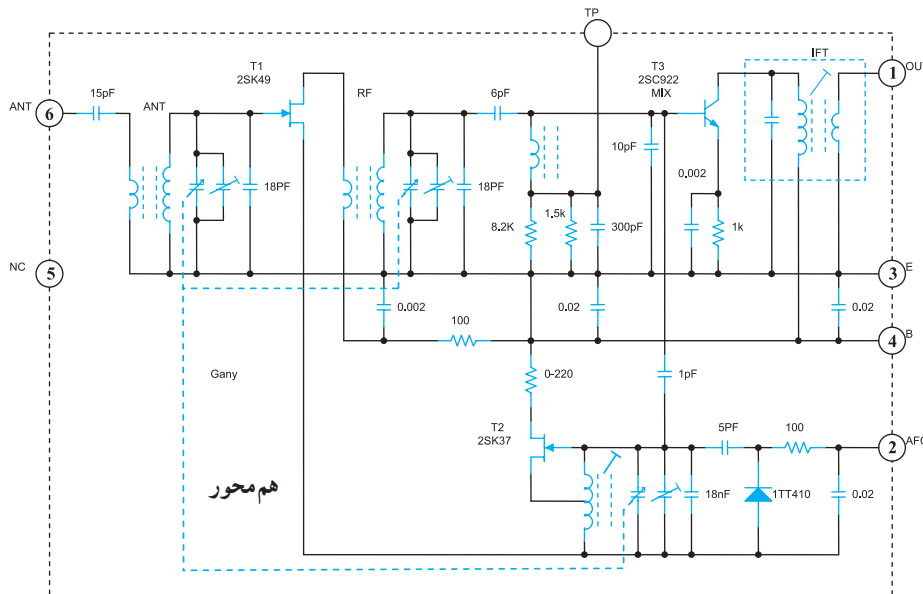 TP
T1
2SK49
T3
2SC922
MIX
IFT
1
OUT
15pF
ANT
6
ANT
RF
6pF
18PF
18PF
10pF
0.002
8.2K
1.5k
300pF
1k
NC
5
3
E
0.002
0.02
0.02
100
4
B
Gany
0-220
1pF
T2
2SK37
5PF
100
2
AFC
هم محور
18nF
1TT410
0.02